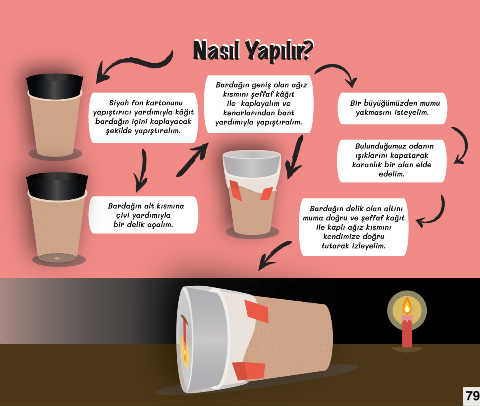 Nasıl Yapılır?
Siyah fon kartonunu
yapıştırıcı yardımıyla kâğıt
bardağın içini kaplayacak
şekilde yapıştıralım.
Bardağın alt kısmına
çivi yardımıyla
bir delik açalım.
Bardağın geniş olan ağız
kısmını şeffaf kâğıt
ile kaplayalım ve
kenarlarından bant
yardımıyla yapıştıralım.
Bir büyüğümüzden mumu
yakmasını isteyelim.
Bulunduğumuz odanın
ışıklarını kapatarak
karanlık bir alan elde
edelim.
Bardağın delik olan altını
muma doğru ve şeffaf kağıt
ile kaplı ağız kısmını
kendimize doğru
tutarak izleyelim.
79